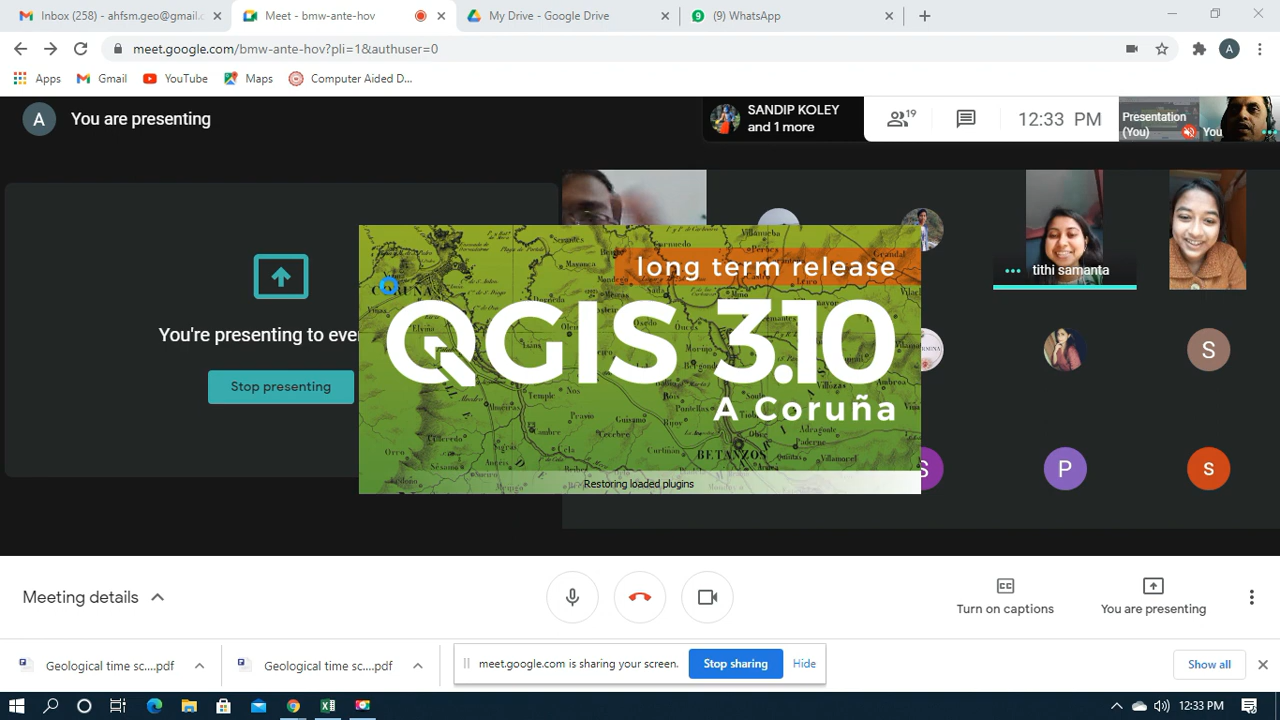 Inbox (258) - ahfsm.geo@gmail.c
Meet - bmw-ante-hov
My Drive - Google Drive
(9) WhatsApp
meet.google.com/bmw-ante-hov?pli=1&authuser=0
A
Apps
Gmail
YouTube
Maps
Computer Aided D...
A
You are presenting
SANDIP KOLEY
and 1 more
19
12:33 PM
Presentation
(You)
You
You're presenting to ever
Stop presenting
long term release
QGIS 3.10
A Coruña
CORUÑA
BETANZOS
Restoring loaded plugins
tithi samanta
S
S
P
s
Meeting details
Turn on captions
You are presenting
Geological time sc....pdf
Geological time sc....pdf
meet.google.com is sharing your screen.
Stop sharing
Hide
Show all
12:33 PM